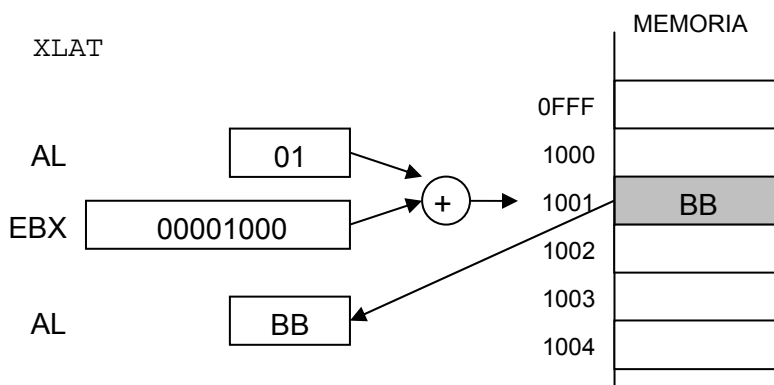 MEMORIA
XLAT
0FFF
AL 01 1000
EBX 00001000 + 1001 BB
1002
AL BB 1003
1004